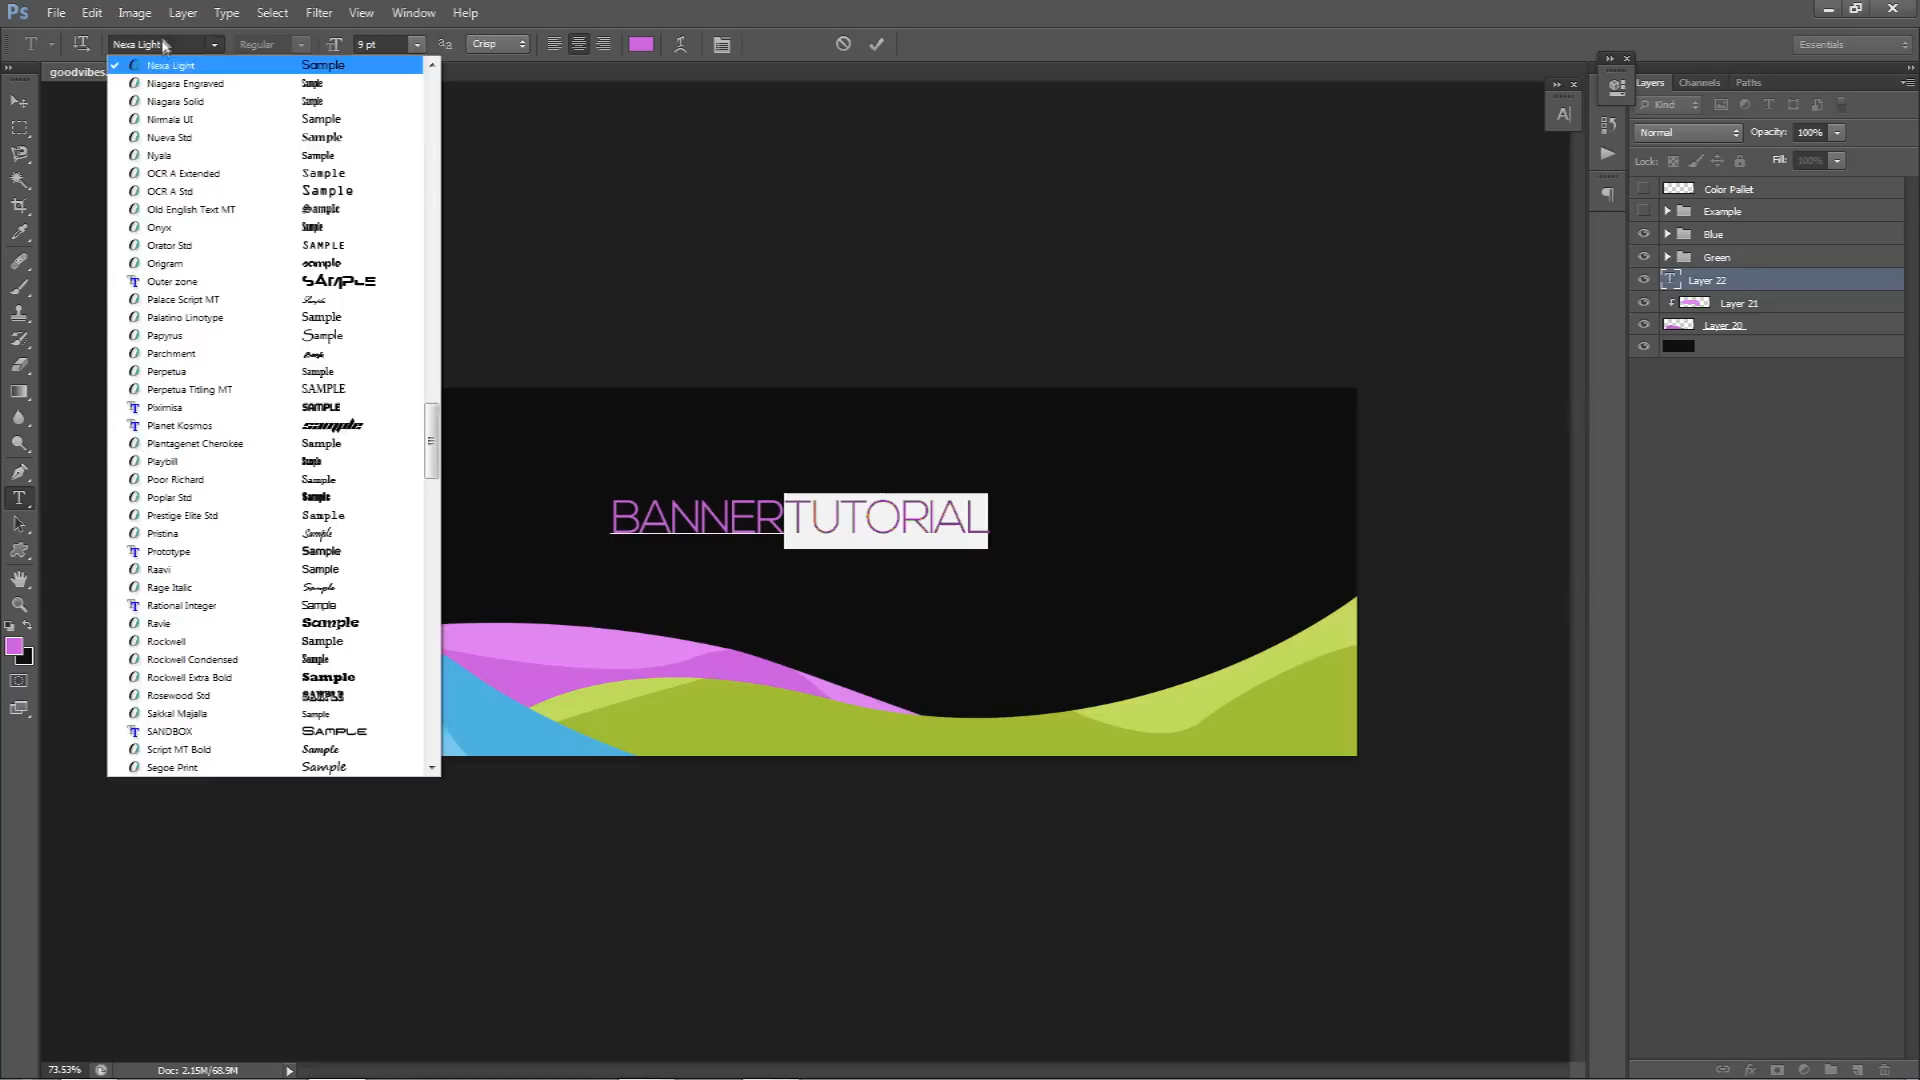 Ps File Edit Image Layer Type Select Filter View Window Help
Nexa Light Regular 9 pt Crisp Essentials
goodvibes.
Nexa Light Sample
Niagara Engraved Sample
Niagara Solid Sample
Nirmala UI Sample
Nueva Std Sample
Nyala Sample
OCR A Extended Sample
OCR A Std Sample
Old English Text MT Sample
Onyx Sample
Orator Std SAMPLE
Origram sample
Outer zone SAMPLE
Palace Script MT Sample
Palatino Linotype Sample
Papyrus Sample
Parchment
Perpetua Sample
Perpetua Titling MT SAMPLE
Piximisa SAMPLE
Planet Kosmos sample
Plantagenet Cherokee Sample
Playbill Sample
Poor Richard Sample
Poplar Std Sample
Prestige Elite Std Sample
Pristina Sample
Prototype Sample
Raavi Sample
Rage Italic Sample
Rational Integer Sample
Ravie Sample
Rockwell Sample
Rockwell Condensed Sample
Rockwell Extra Bold Sample
Rosewood Std SAMPLE
Sakkal Majalla Sample
SANDBOX SAMPLE
Script MT Bold Sample
Segoe Print Sample
BANNERTUTORIAL
Layers Channels Paths
Kind
Normal Opacity: 100%
Lock: Fill: 100%
Color Pallet
Example
Blue
Green
Layer 22
Layer 21
Layer 20
73.53% Doc: 2.15M/68.9M